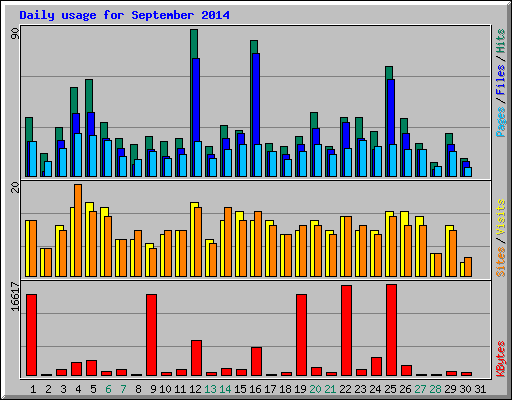 Daily usage for September 2014
90
20
16617
Pages / Files / Hits
Sites / Visits
KBytes
1 2 3 4 5 6 7 8 9 10 11 12 13 14 15 16 17 18 19 20 21 22 23 24 25 26 27 28 29 30 31